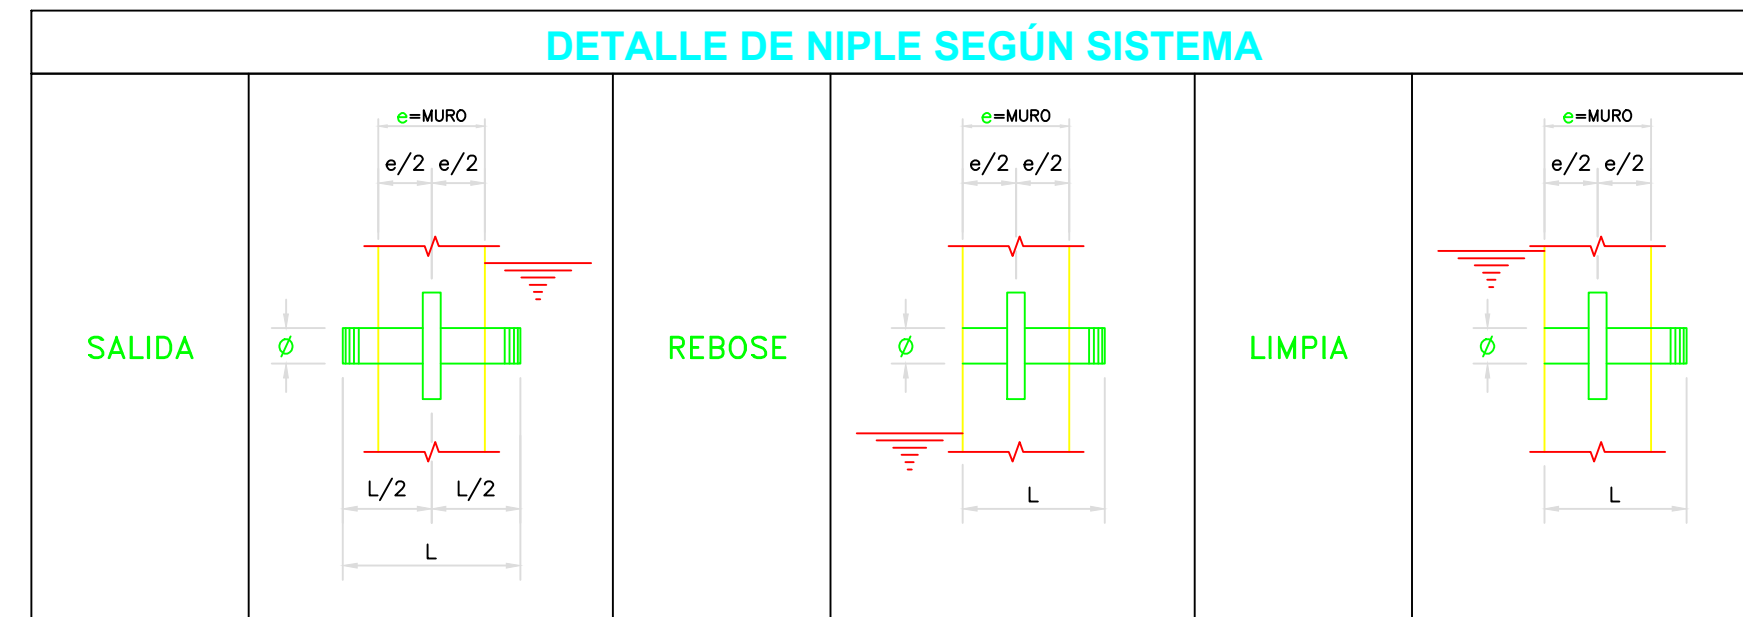 DETALLE DE NIPLE SEGÚN SISTEMA
SALIDA
e=MURO
e/2 e/2
Ø
L/2 L/2
L
REBOSE
e=MURO
e/2 e/2
Ø
L
LIMPIA
e=MURO
e/2 e/2
Ø
L